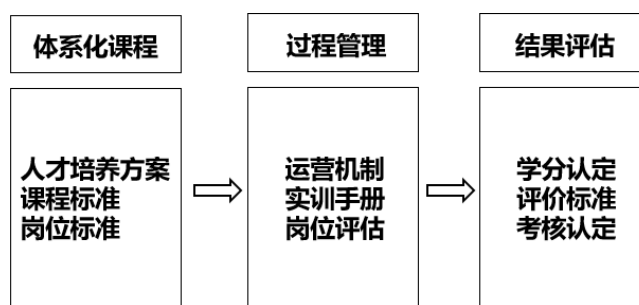 体系化课程
过程管理
结果评估
人才培养方案
课程标准
岗位标准
运营机制
实训手册
岗位评估
学分认定
评价标准
考核认定